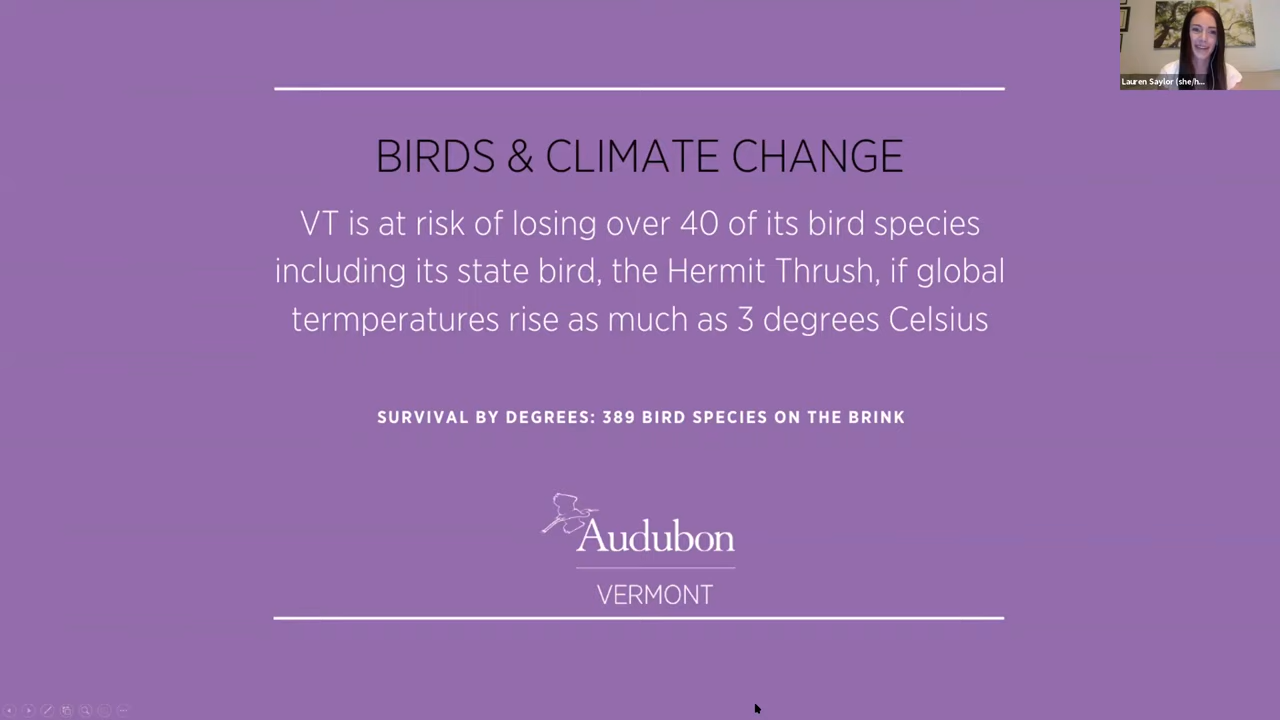 Lauren Saylor (she/h...
BIRDS & CLIMATE CHANGE
VT is at risk of losing over 40 of its bird species
including its state bird, the Hermit Thrush, if global
termperatures rise as much as 3 degrees Celsius
SURVIVAL BY DEGREES: 389 BIRD SPECIES ON THE BRINK
Audubon
VERMONT